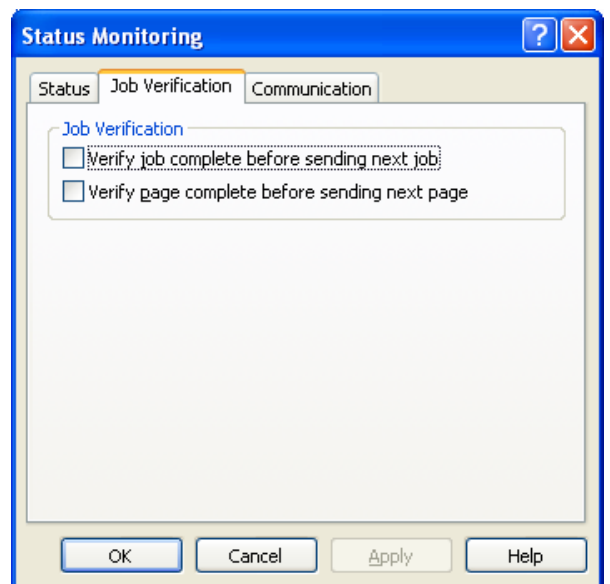 Status Monitoring
Status Job Verification Communication
Job Verification
Verify job complete before sending next job
Verify page complete before sending next page
OK Cancel Apply Help